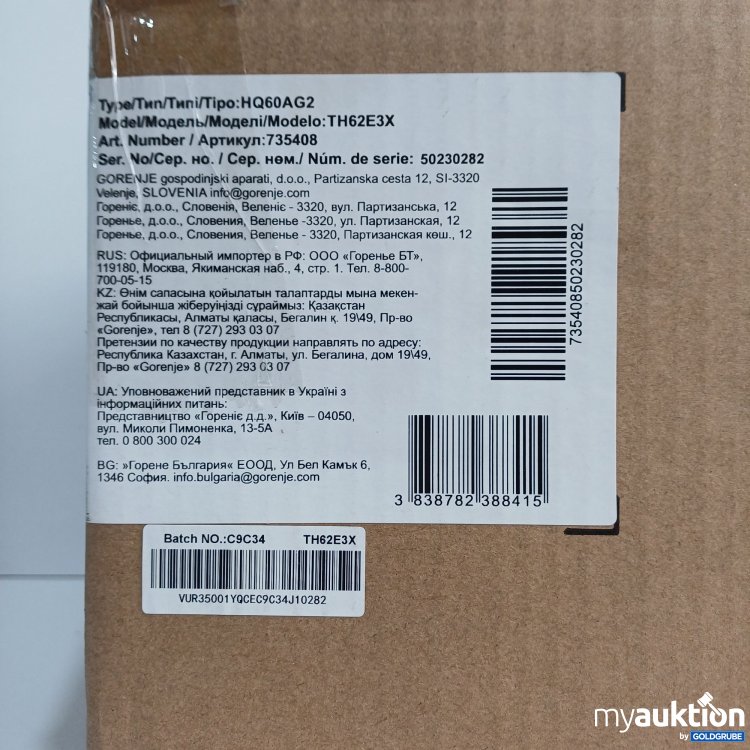 Type/Тип/Типі/Tipo:HQ60AG2
Model/Модель/Моделі/Modelo:TH62E3X
Art. Number / Артикул:735408
Ser. No/Сер. но. / Сер. нем./ Núm. de serie: 50230282
GORENJE gospodinjski aparati, d.o.o., Partizanska cesta 12, SI-3320
Velenje, SLOVENIA info@gorenje.com
Горенiє, д.о.о., Словенія, Веленіє - 3320, вул. Партизанська, 12
Горенье, д.о.о., Словения, Веленье -3320, ул. Партизанская, 12
Горенье, д.о.о., Словения, Веленье - 3320, Партизанская көш., 12
RUS: Официальный импортер в РФ: ООО «Горенье БТ»,
119180, Москва, Якиманская наб., 4, стр. 1. Тел. 8-800-
700-05-15
KZ: Өнім сапасына қойылатын талаптарды мына мекен-
жай бойынша жіберуіңізді сұраймыз: Қазақстан
Республикасы, Алматы қаласы, Бегалин қ. 19\49, Пр-во
«Gorenje», тел 8 (727) 293 03 07
Претензии по качеству продукции направлять по адресу:
Республика Казахстан, г. Алматы, ул. Бегалина, дом 19\49,
Пр-во «Gorenje» 8 (727) 293 03 07
UA: Уповноважений представник в Україні з
інформаційних питань:
Представництво «Гореніє д.д.», Київ – 04050,
вул. Миколи Пимоненка, 13-5А
тел. 0 800 300 024
BG: »Горене България« ЕООД, Ул Бел Камък 6,
1346 София. info.bulgaria@gorenje.com
73540850230282
3 838782 388415
Batch NO.:C9C34 TH62E3X
VUR35001YQCEC9C34J10282
myauktion
by GOLDGRUBE